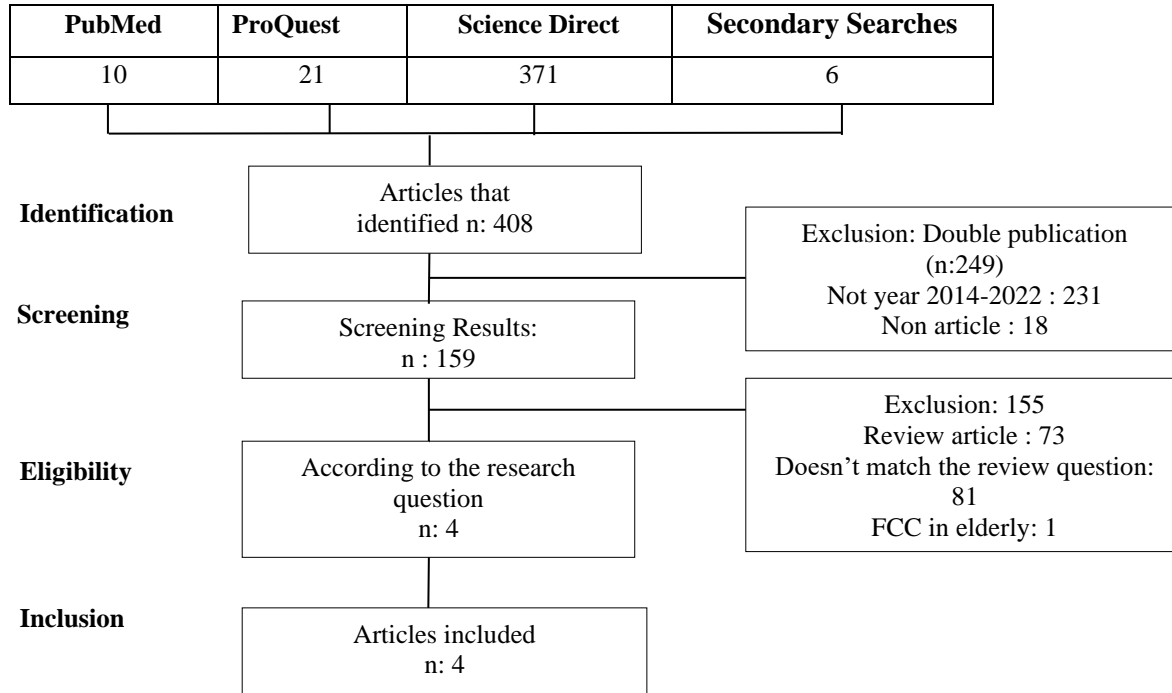 PubMed ProQuest Science Direct Secondary Searches
10 21 371 6
Identification
Articles that
identified n: 408
Exclusion: Double publication
(n:249)
Not year 2014-2022 : 231
Non article : 18
Screening
Screening Results:
n : 159
Exclusion: 155
Review article : 73
Doesn’t match the review question:
81
FCC in elderly: 1
Eligibility
According to the research
question
n: 4
Inclusion
Articles included
n: 4